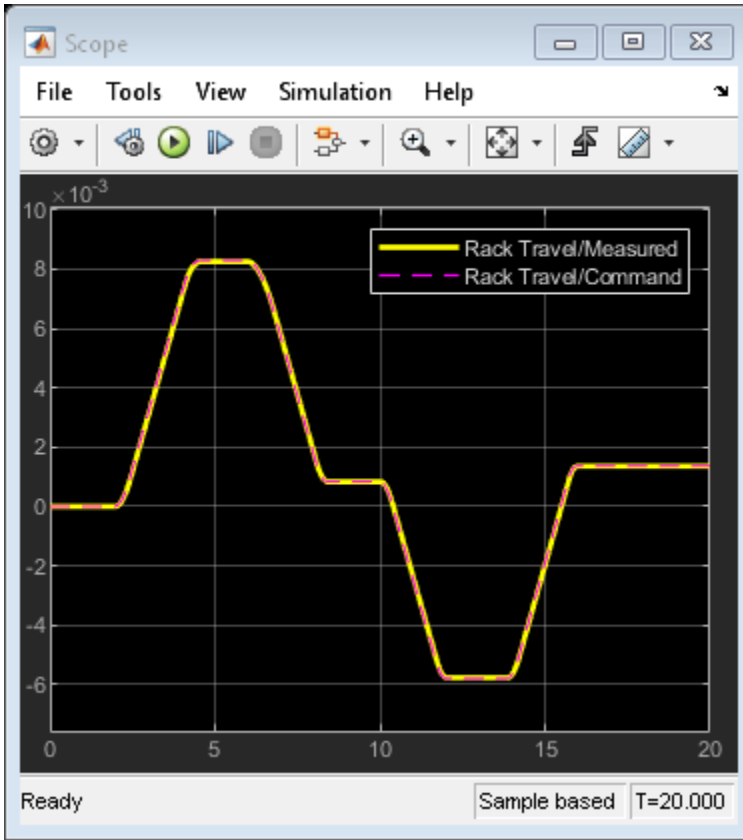 Scope
File Tools View Simulation Help
×10-3
10
8
6
4
2
0
-2
-4
-6
Rack Travel/Measured
Rack Travel/Command
0 5 10 15 20
Ready Sample based T=20.000